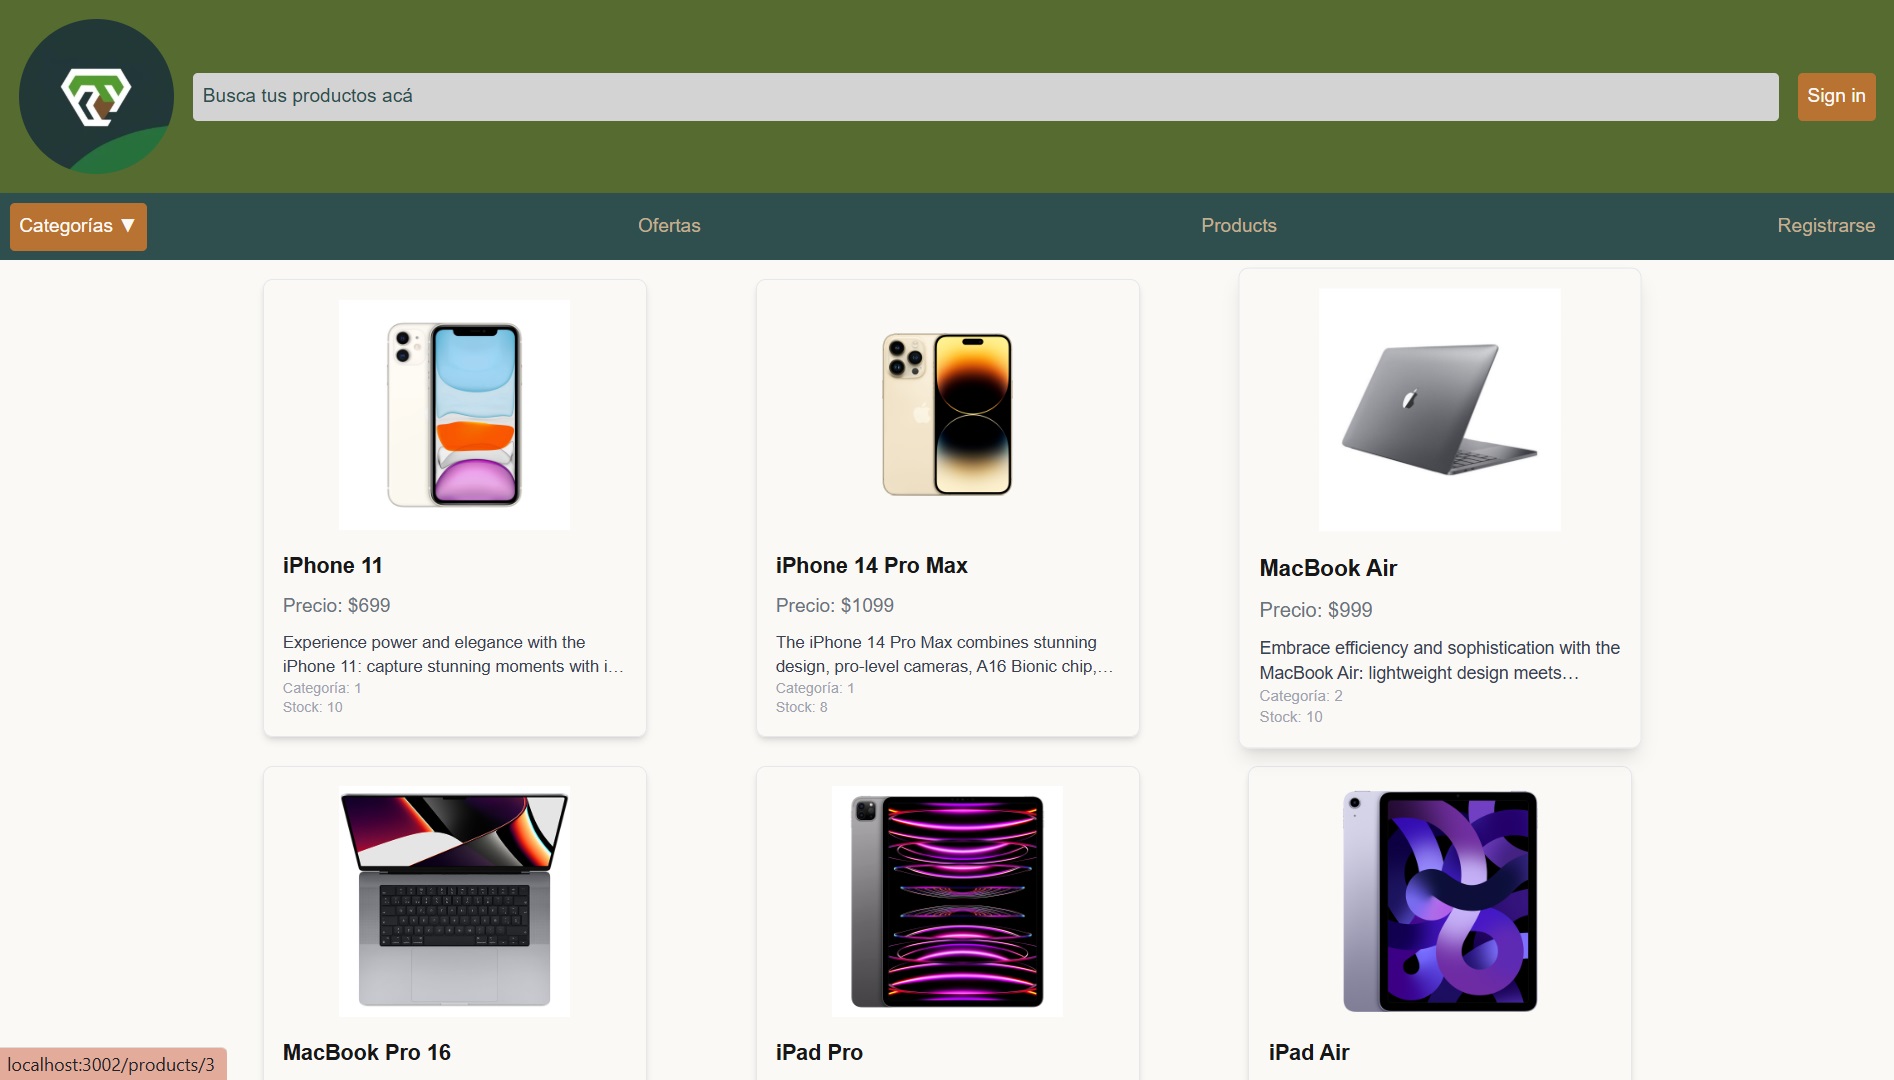 Busca tus productos acá
Sign in
Categorías ▼
Ofertas
Products
Registrarse
iPhone 11
Precio: $699
Experience power and elegance with the
iPhone 11: capture stunning moments with i…
Categoría: 1
Stock: 10
iPhone 14 Pro Max
Precio: $1099
The iPhone 14 Pro Max combines stunning
design, pro-level cameras, A16 Bionic chip,…
Categoría: 1
Stock: 8
MacBook Air
Precio: $999
Embrace efficiency and sophistication with the
MacBook Air: lightweight design meets…
Categoría: 2
Stock: 10
MacBook Pro 16
iPad Pro
iPad Air
localhost:3002/products/3